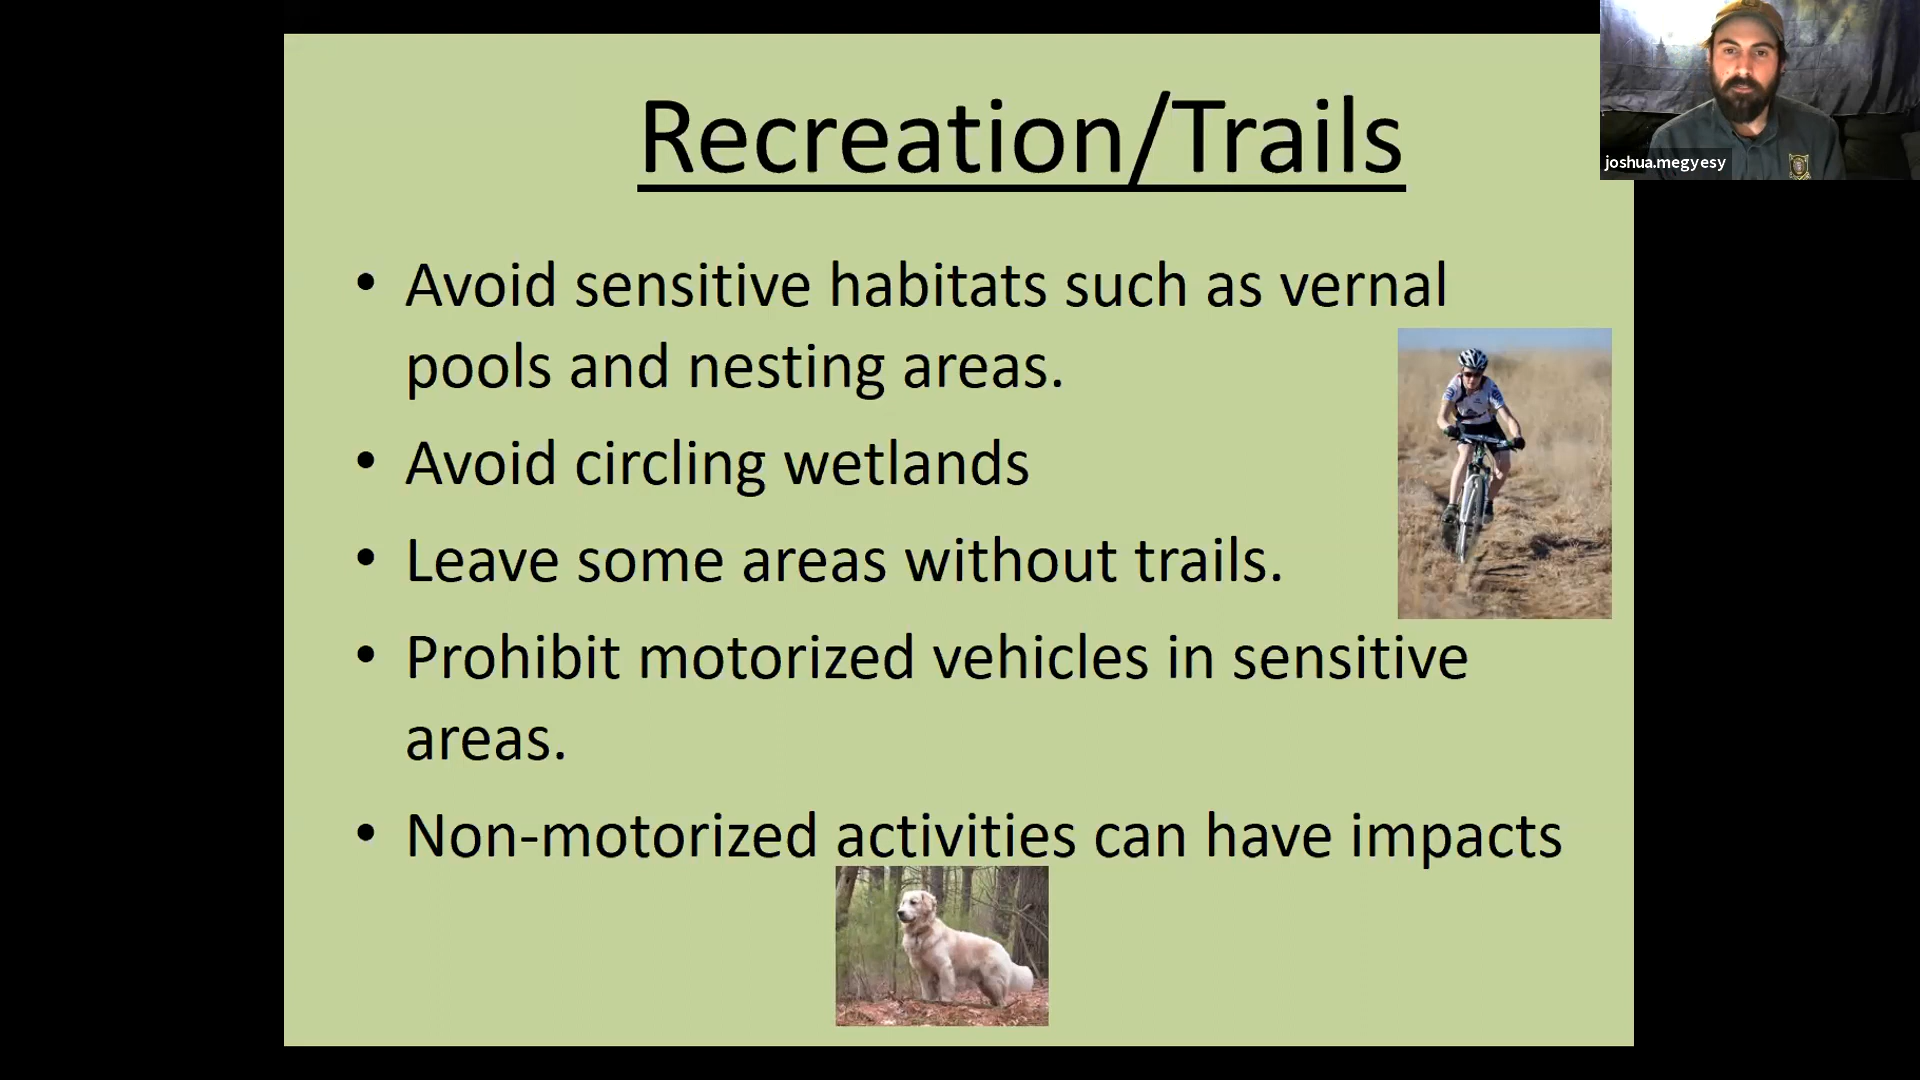 Recreation/Trails
joshua.megyesy
• Avoid sensitive habitats such as vernal
pools and nesting areas.
• Avoid circling wetlands
• Leave some areas without trails.
• Prohibit motorized vehicles in sensitive
areas.
• Non-motorized activities can have impacts